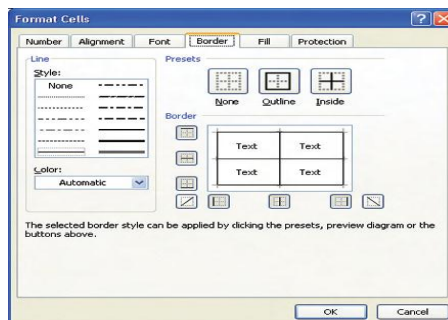 Format Cells
Number Alignment Font Border Fill Protection
Line
Style:
None
Color:
Automatic
Presets
None Outline Inside
Border
Text Text
Text Text
The selected border style can be applied by clicking the presets, preview diagram or the
buttons above.
OK Cancel